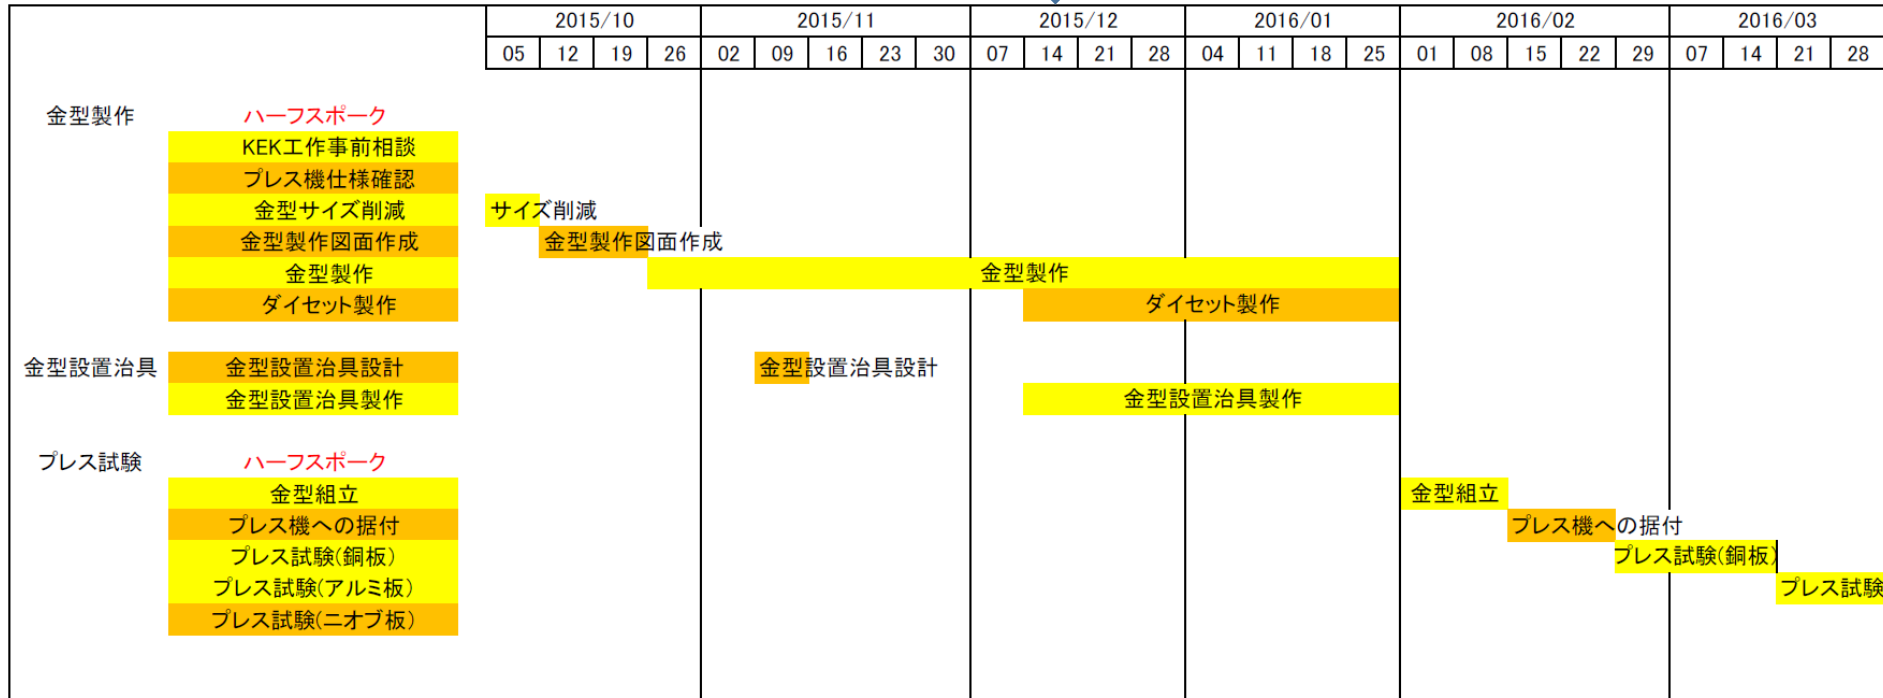 2015/10 2015/11 2015/12 2016/01 2016/02 2016/03
05 12 19 26 02 09 16 23 30 07 14 21 28 04 11 18 25 01 08 15 22 29 07 14 21 28
金型製作 ハーフスポーク
KEK工作事前相談
プレス機仕様確認
金型サイズ削減 サイズ削減
金型製作図面作成 金型製作図面作成
金型製作 金型製作
ダイセット製作 ダイセット製作
金型設置治具 金型設置治具設計 金型設置治具設計
金型設置治具製作 金型設置治具製作
プレス試験 ハーフスポーク
金型組立 金型組立
プレス機への据付 プレス機への据付
プレス試験(銅板) プレス試験(銅板)
プレス試験(アルミ板) プレス試験
プレス試験(ニオブ板)